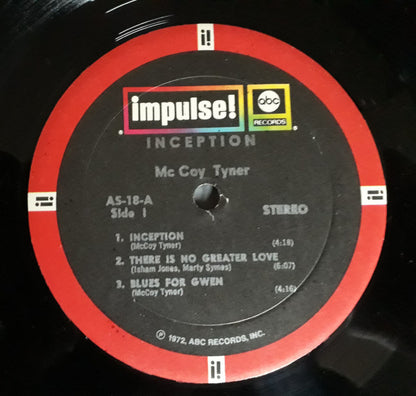 impulse! abc
RECORDS
INCEPTION
McCoy Tyner
AS-18-A
Side 1 STEREO
1. INCEPTION
(McCoy Tyner) (4:18)
2. THERE IS NO GREATER LOVE
(Isham Jones, Marty Symes) (6:07)
3. BLUES FOR GWEN
(McCoy Tyner) (4:16)
℗ 1972, ABC RECORDS, INC.